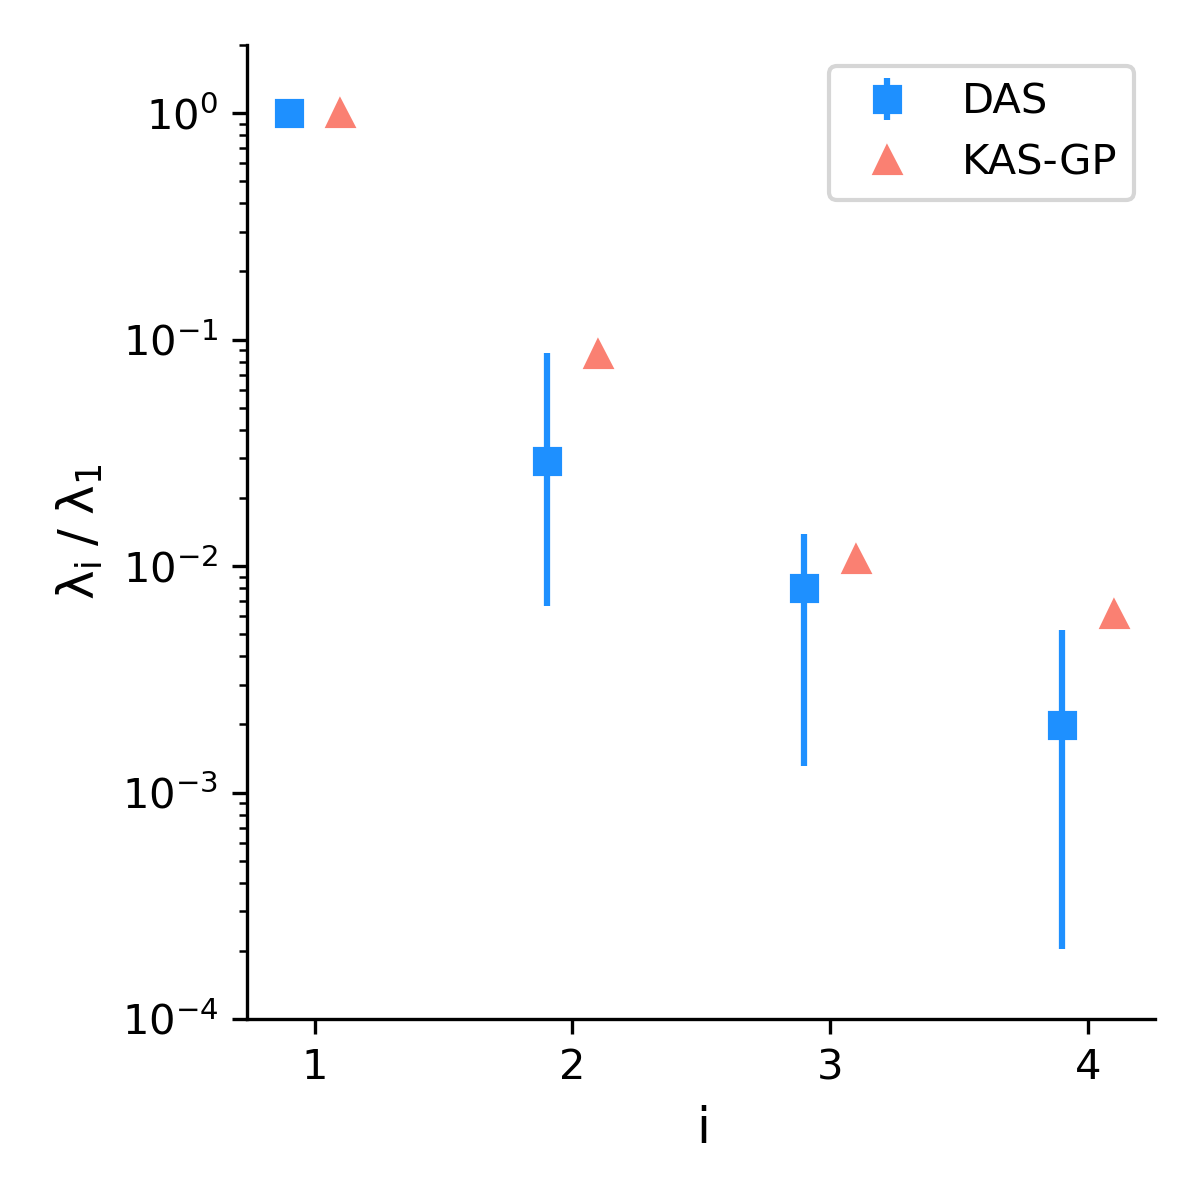 DAS
KAS-GP
10⁰
10⁻¹
10⁻²
10⁻³
10⁻⁴
λᵢ / λ₁
1 2 3 4
i